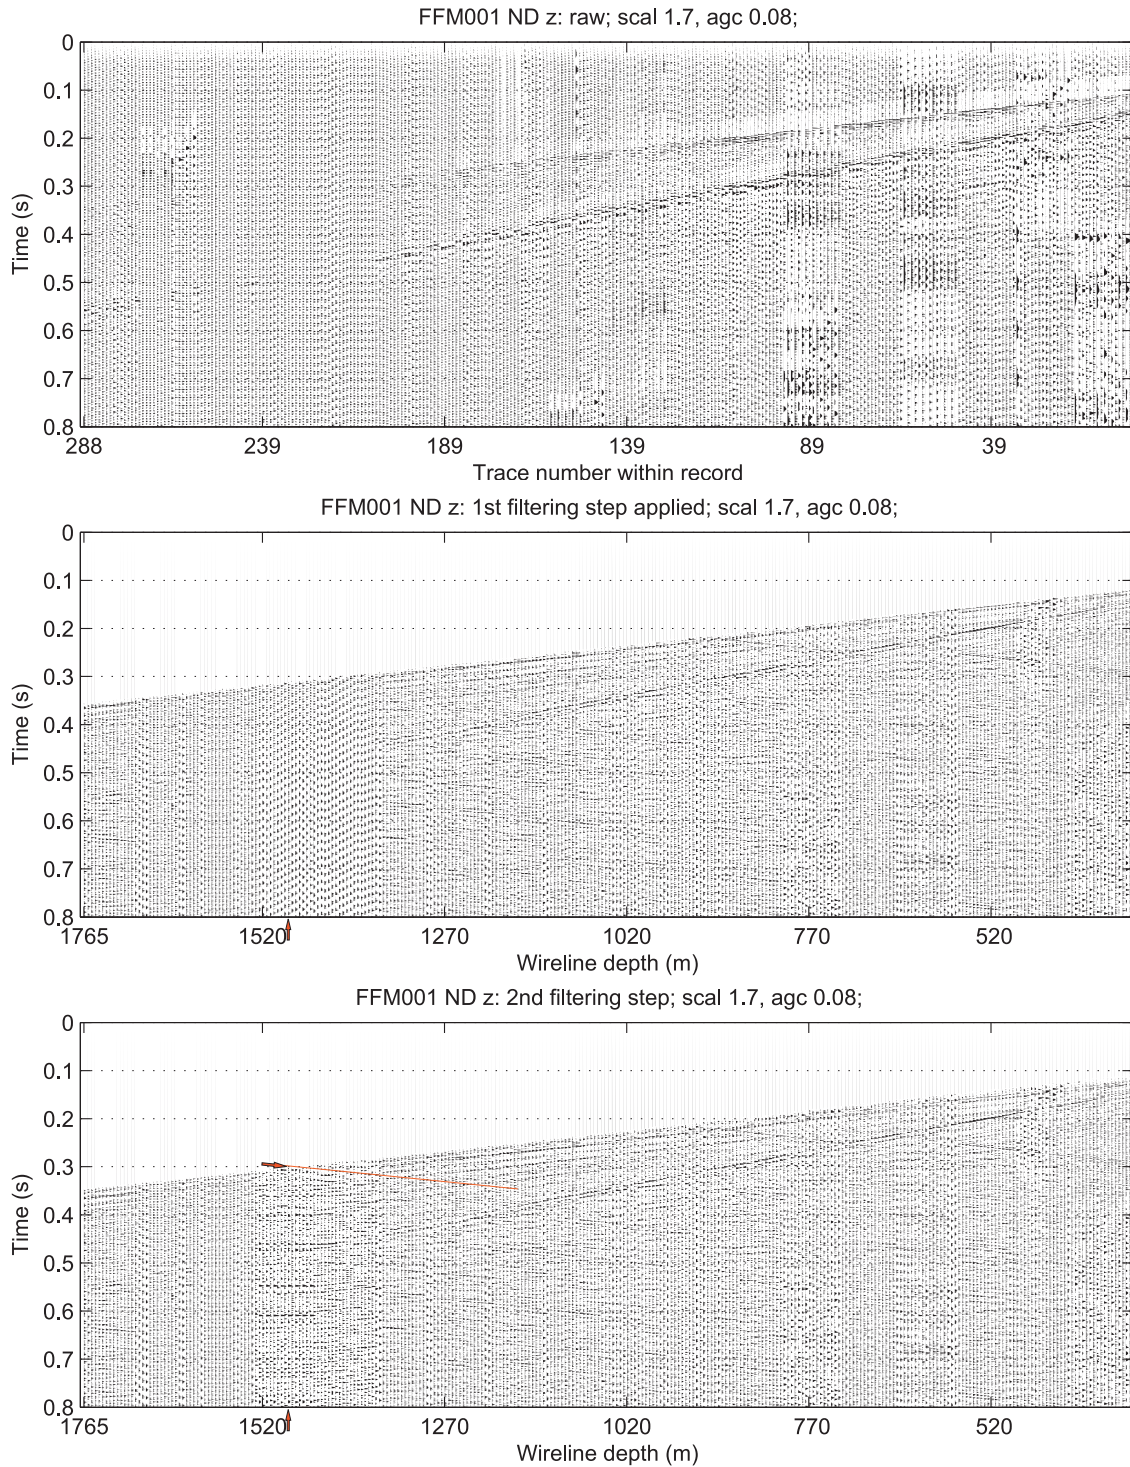 FFM001 ND z: raw; scal 1.7, agc 0.08;
0
0.1
0.2
0.3
0.4
0.5
0.6
0.7
0.8
Time (s)
288 239 189 139 89 39
Trace number within record
FFM001 ND z: 1st filtering step applied; scal 1.7, agc 0.08;
0
0.1
0.2
0.3
0.4
0.5
0.6
0.7
0.8
Time (s)
1765 1520 1270 1020 770 520
Wireline depth (m)
FFM001 ND z: 2nd filtering step; scal 1.7, agc 0.08;
0
0.1
0.2
0.3
0.4
0.5
0.6
0.7
0.8
Time (s)
1765 1520 1270 1020 770 520
Wireline depth (m)